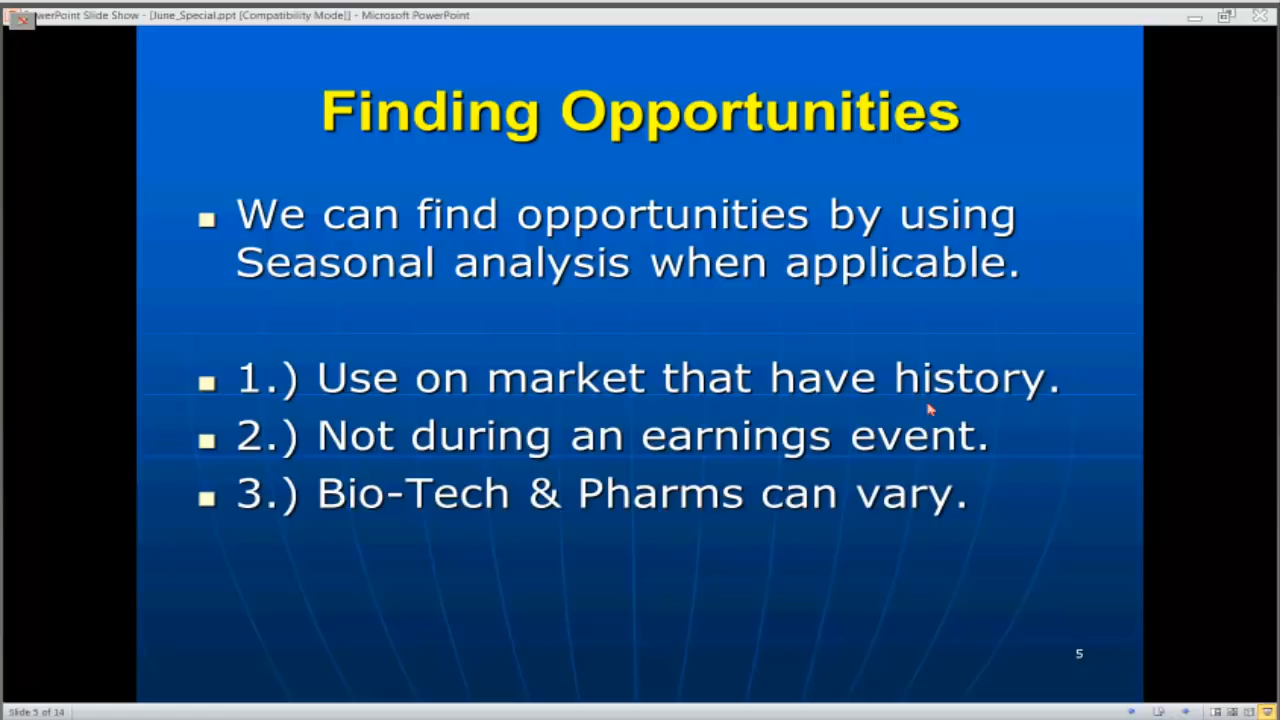 PowerPoint Slide Show - [June_Special.ppt [Compatibility Mode]] - Microsoft PowerPoint
Finding Opportunities
We can find opportunities by using
Seasonal analysis when applicable.
1.) Use on market that have history.
2.) Not during an earnings event.
3.) Bio-Tech & Pharms can vary.
5
Slide 5 of 14